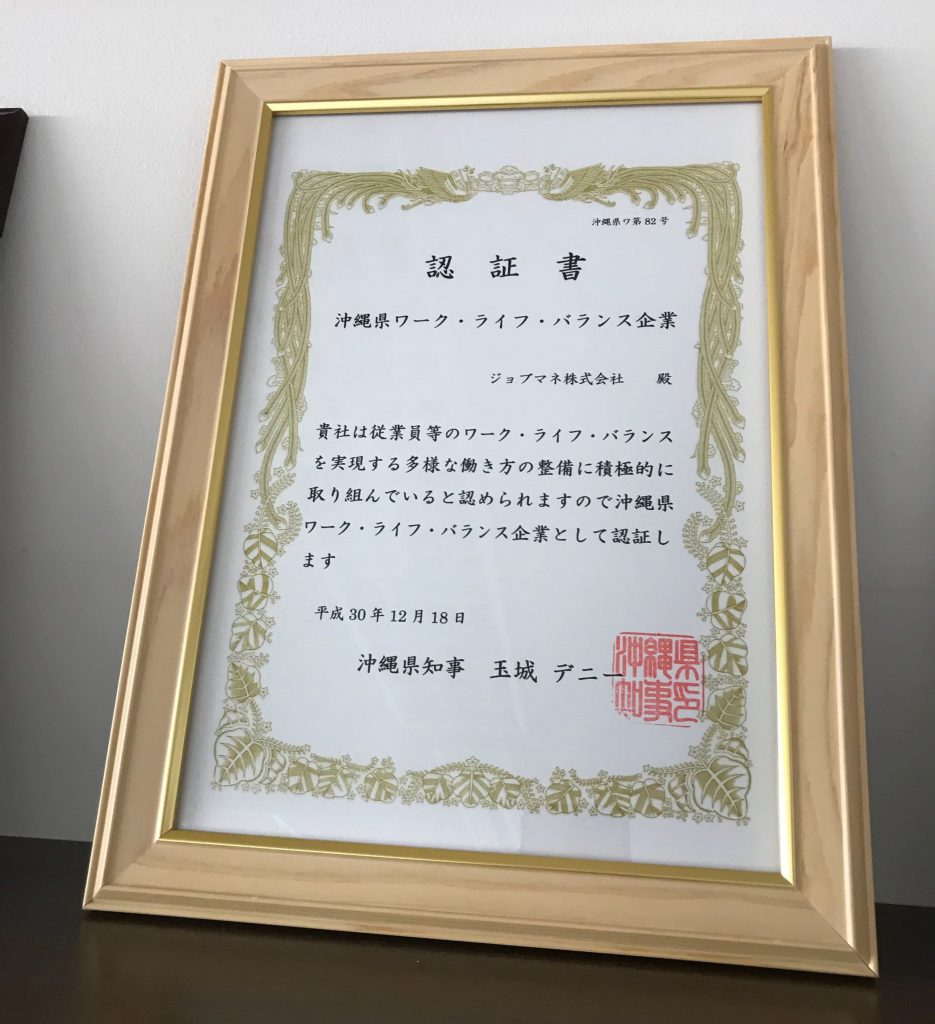 沖縄県ワ第82号
認 証 書
沖縄県ワーク・ライフ・バランス企業
ジョブマネ株式会社　殿
貴社は従業員等のワーク・ライフ・バランス
を実現する多様な働き方の整備に積極的に
取り組んでいると認められますので沖縄県
ワーク・ライフ・バランス企業として認証し
ます
平成30年12月18日
沖縄県知事　玉城 デニー
沖縄県
知事印